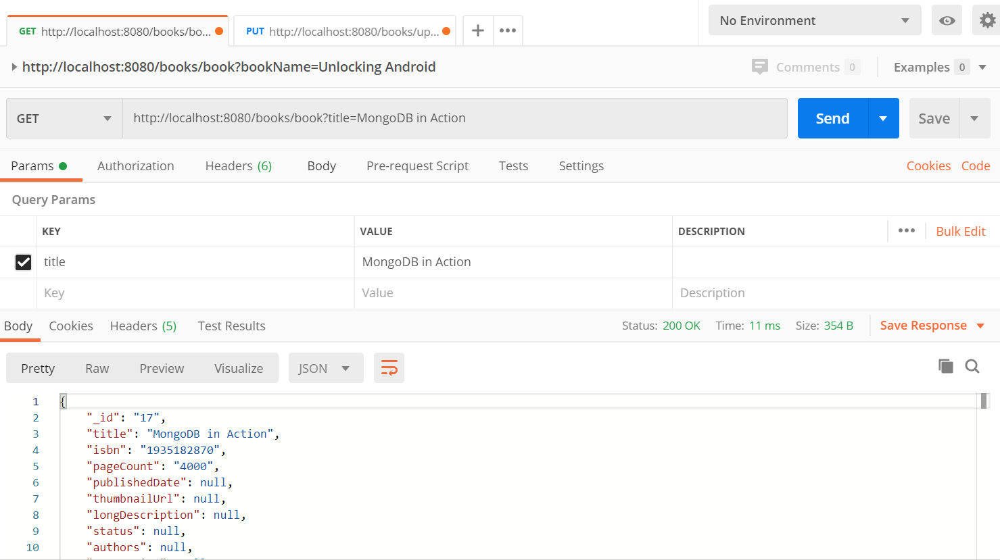 GET http://localhost:8080/books/bo... PUT http://localhost:8080/books/up... No Environment
http://localhost:8080/books/book?bookName=Unlocking Android Comments 0 Examples 0
GET http://localhost:8080/books/book?title=MongoDB in Action Send Save
Params Authorization Headers (6) Body Pre-request Script Tests Settings Cookies Code
Query Params
KEY VALUE DESCRIPTION Bulk Edit
title MongoDB in Action
Key Value Description
Body Cookies Headers (5) Test Results Status: 200 OK Time: 11 ms Size: 354 B Save Response
Pretty Raw Preview Visualize JSON
1 {
2 "_id": "17",
3 "title": "MongoDB in Action",
4 "isbn": "1935182870",
5 "pageCount": "4000",
6 "publishedDate": null,
7 "thumbnailUrl": null,
8 "longDescription": null,
9 "status": null,
10 "authors": null,